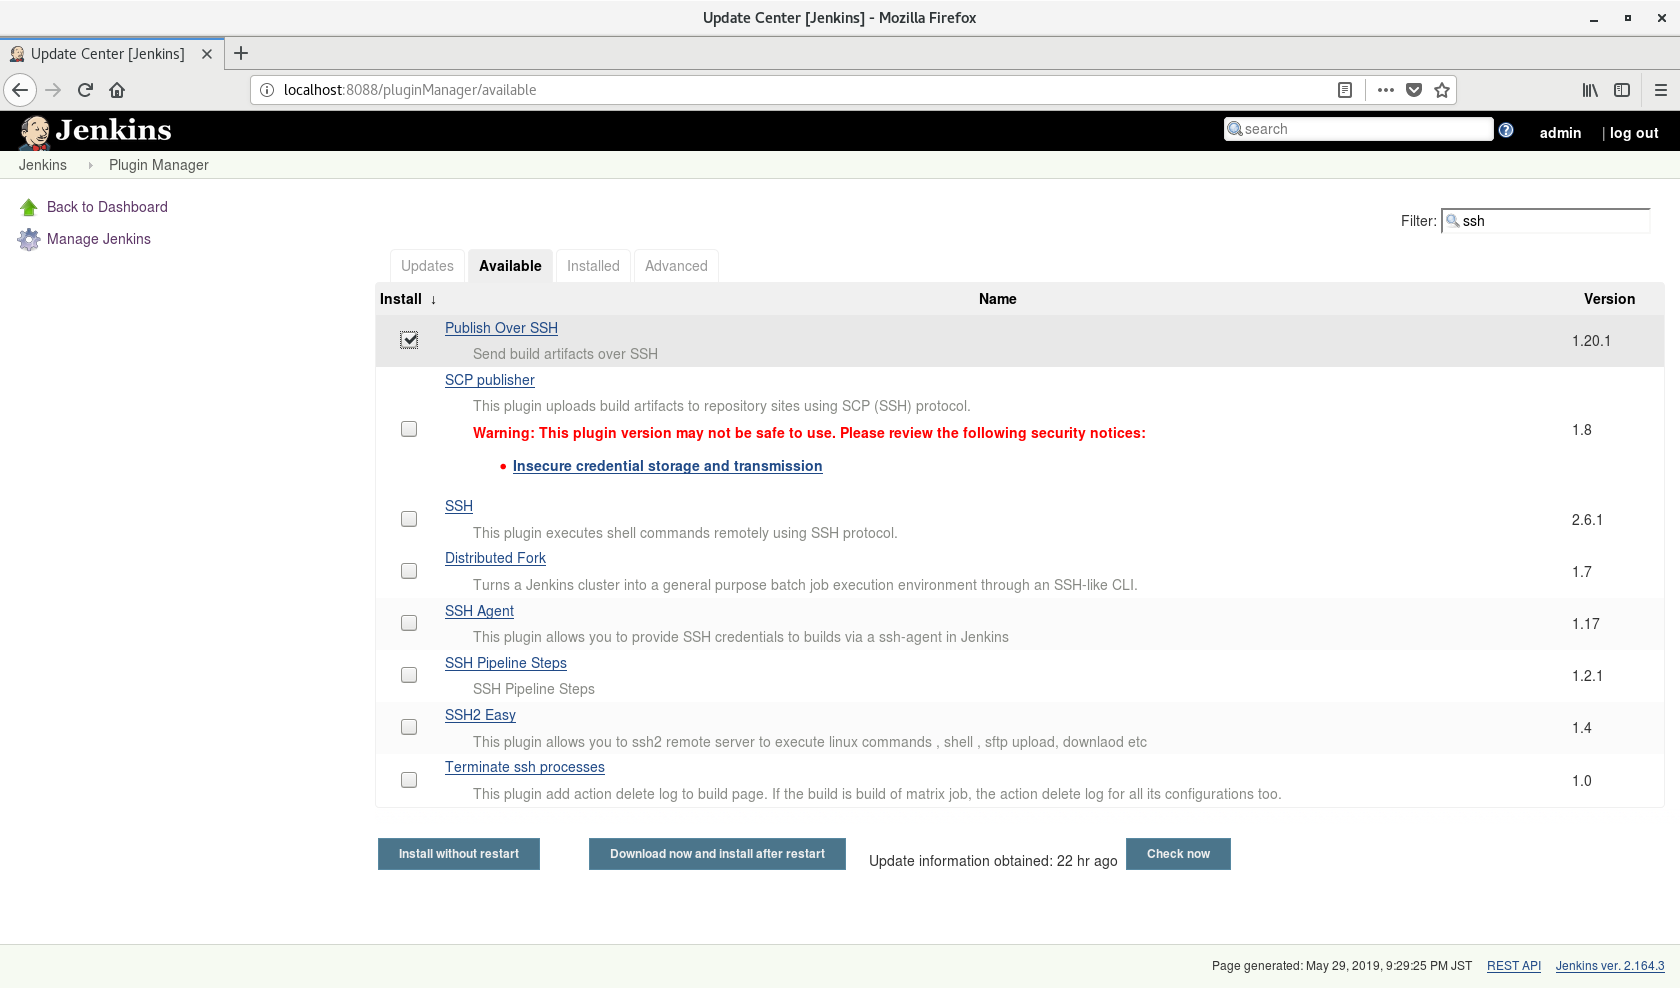 Update Center [Jenkins] - Mozilla Firefox
Update Center [Jenkins]
localhost:8088/pluginManager/available
Jenkins
search
admin | log out
Jenkins Plugin Manager
Back to Dashboard
Manage Jenkins
Filter: ssh
Updates Available Installed Advanced
Install ↓ Name Version
Publish Over SSH
Send build artifacts over SSH
1.20.1
SCP publisher
This plugin uploads build artifacts to repository sites using SCP (SSH) protocol.
Warning: This plugin version may not be safe to use. Please review the following security notices:
• Insecure credential storage and transmission
1.8
SSH
This plugin executes shell commands remotely using SSH protocol.
2.6.1
Distributed Fork
Turns a Jenkins cluster into a general purpose batch job execution environment through an SSH-like CLI.
1.7
SSH Agent
This plugin allows you to provide SSH credentials to builds via a ssh-agent in Jenkins
1.17
SSH Pipeline Steps
SSH Pipeline Steps
1.2.1
SSH2 Easy
This plugin allows you to ssh2 remote server to execute linux commands , shell , sftp upload, downlaod etc
1.4
Terminate ssh processes
This plugin add action delete log to build page. If the build is build of matrix job, the action delete log for all its configurations too.
1.0
Install without restart
Download now and install after restart
Update information obtained: 22 hr ago
Check now
Page generated: May 29, 2019, 9:29:25 PM JST REST API Jenkins ver. 2.164.3